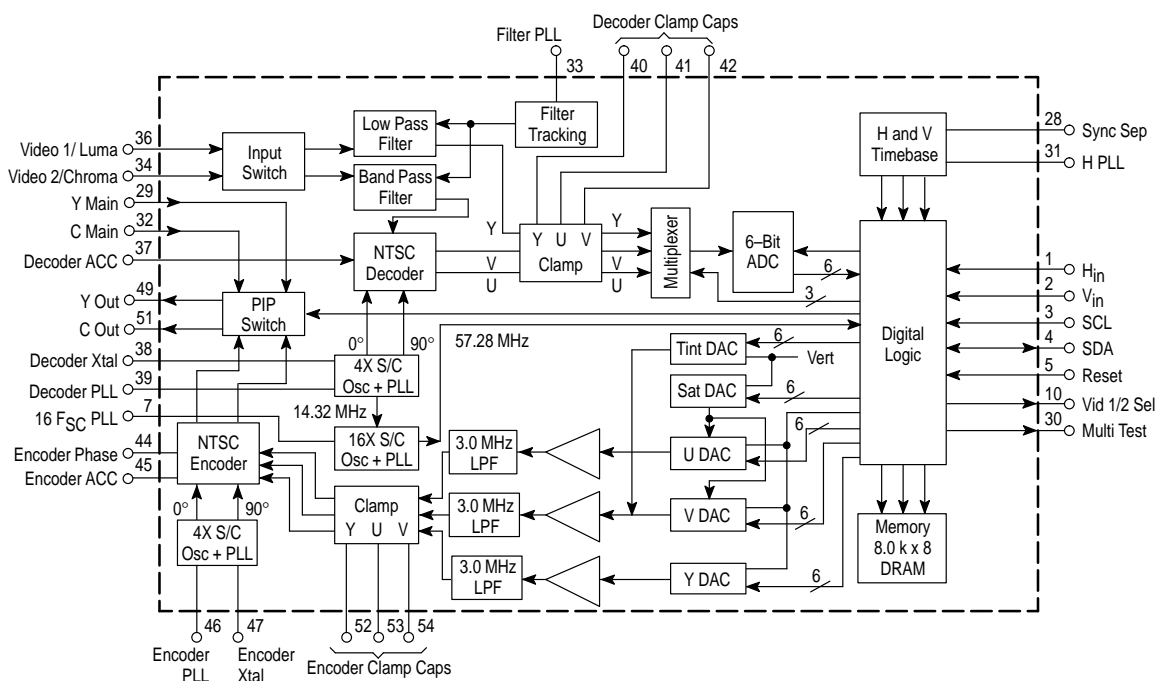 Decoder Clamp Caps
Filter PLL
33
40
41
42
Video 1/ Luma
36
Video 2/Chroma
34
Y Main
29
C Main
32
Decoder ACC
37
Y Out
49
C Out
51
Decoder Xtal
38
Decoder PLL
39
16 FSC PLL
7
Encoder Phase
44
Encoder ACC
45
Input
Switch
Low Pass
Filter
Band Pass
Filter
Filter
Tracking
NTSC
Decoder
Y
V
U
Y U V
Clamp
Y
V
U
Multiplexer
6–Bit
ADC
6
3
H and V
Timebase
28
Sync Sep
31
H PLL
PIP
Switch
0°
90°
4X S/C
Osc + PLL
57.28 MHz
14.32 MHz
16X S/C
Osc + PLL
Digital
Logic
1
Hin
2
Vin
3
SCL
4
SDA
5
Reset
10
Vid 1/2 Sel
30
Multi Test
Tint DAC
6
Vert
Sat DAC
6
U DAC
6
V DAC
6
Y DAC
6
3.0 MHz
LPF
3.0 MHz
LPF
3.0 MHz
LPF
NTSC
Encoder
0°
90°
4X S/C
Osc + PLL
Clamp
Y U V
Memory
8.0 k x 8
DRAM
46
47
Encoder
PLL
Encoder
Xtal
52
53
54
Encoder Clamp Caps